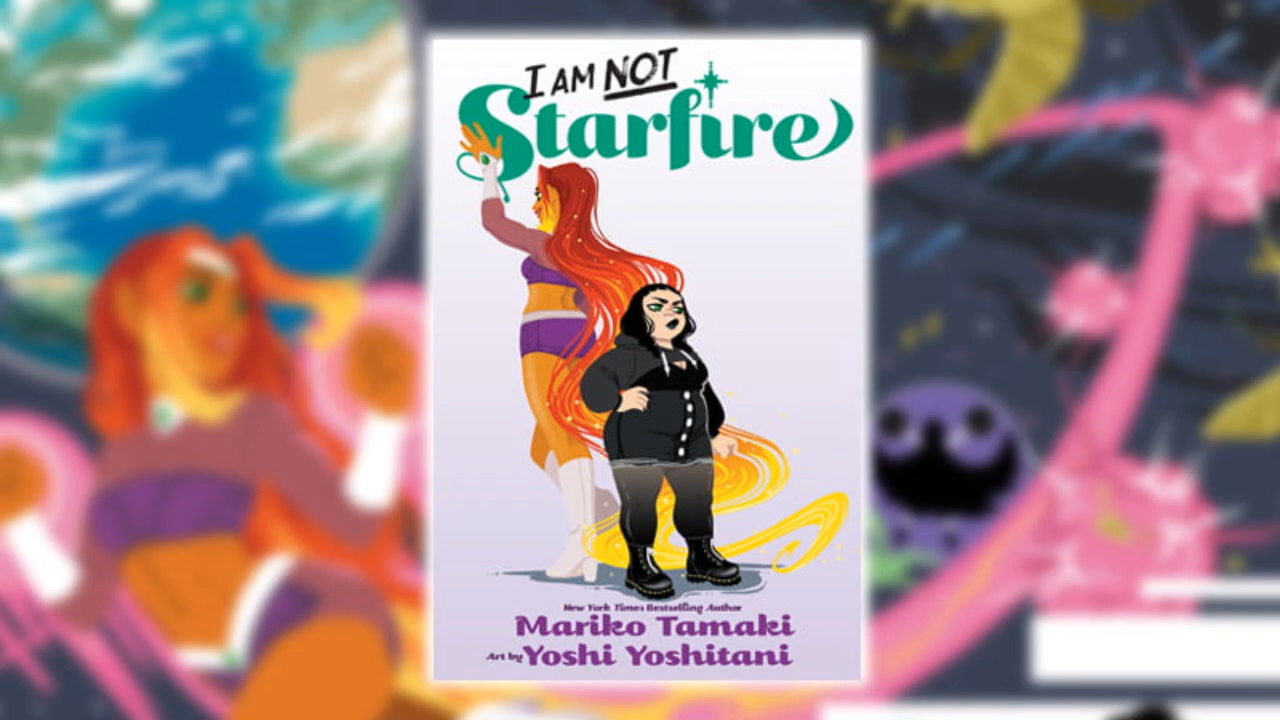 I AM NOT
Starfire
New York Times Bestselling Author
Mariko Tamaki
Art by Yoshi Yoshitani